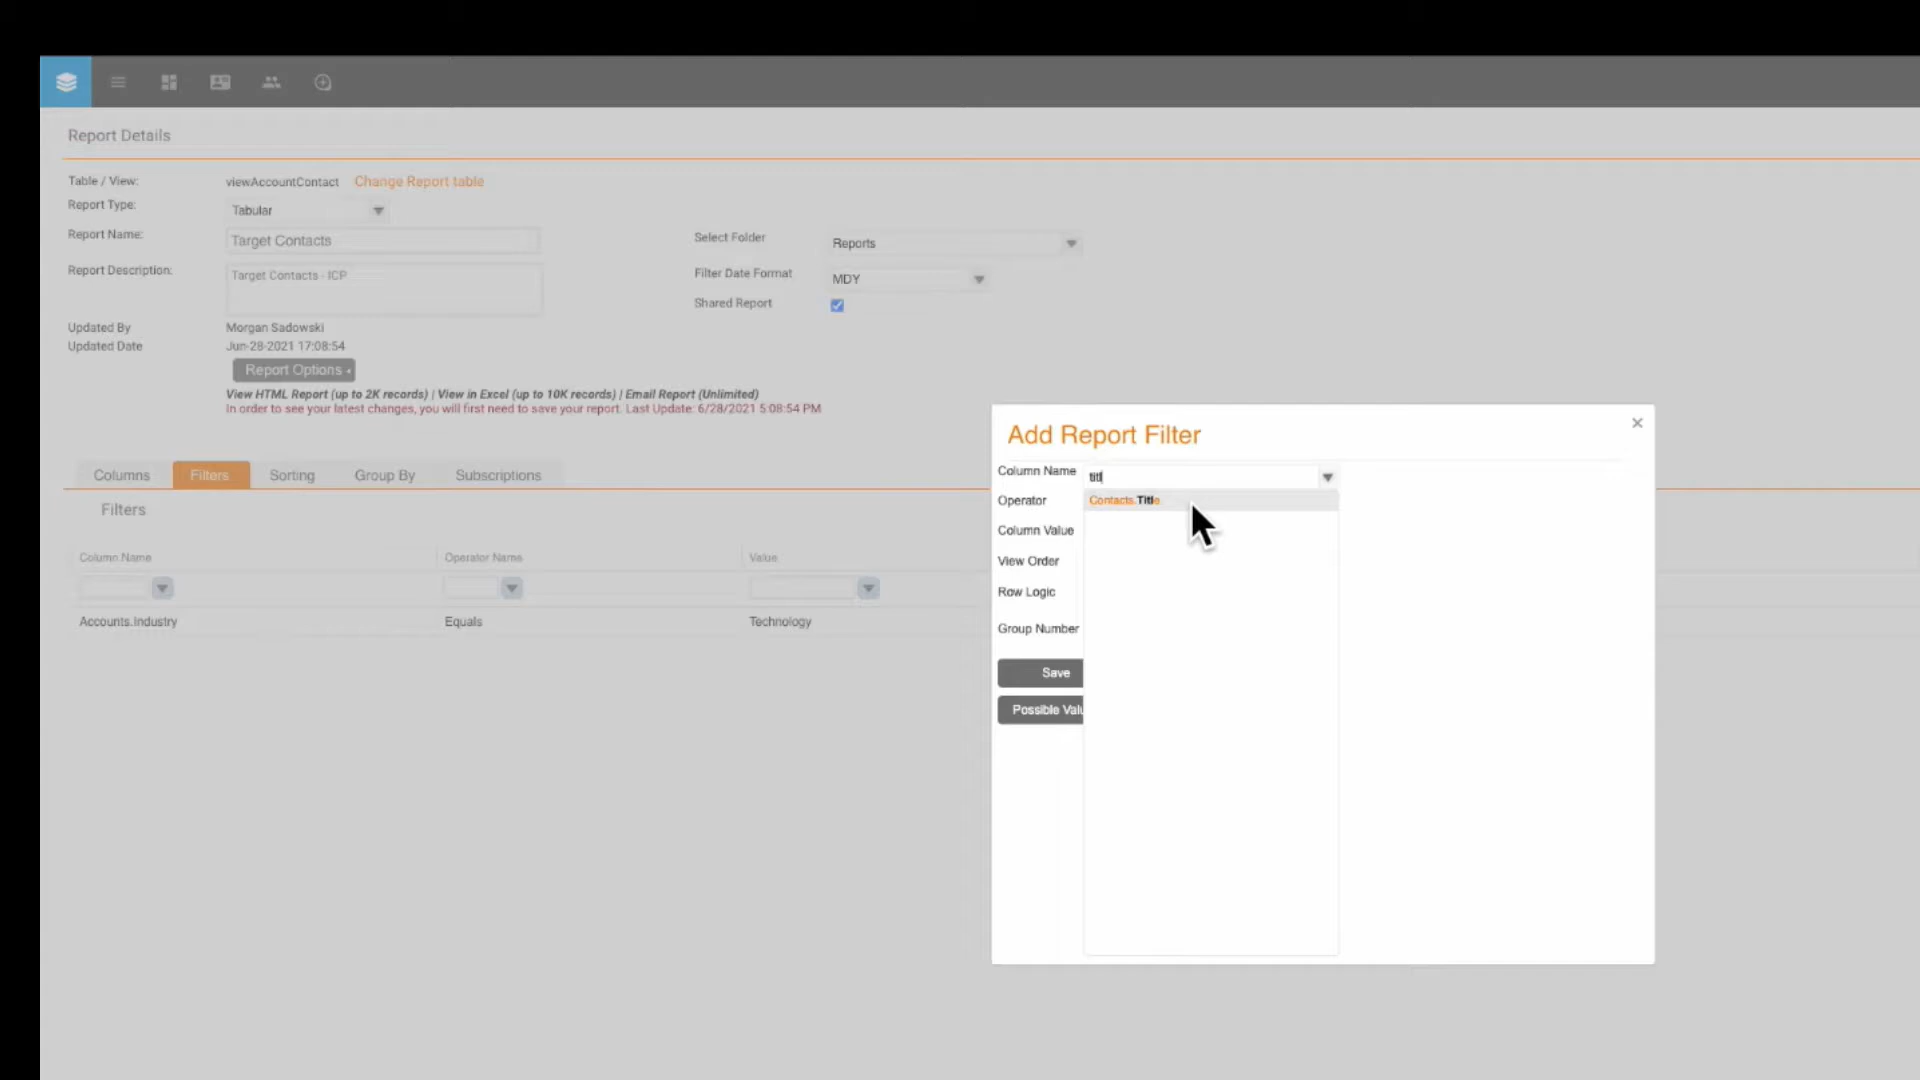 Report Details
Table / View: viewAccountContact Change Report table
Report Type: Tabular
Report Name: Target Contacts
Select Folder Reports
Report Description: Target Contacts - ICP
Filter Date Format MDY
Shared Report
Updated By Morgan Sadowski
Updated Date Jun-28-2021 17:08:54
Report Options
View HTML Report (up to 2K records) | View in Excel (up to 10K records) | Email Report (Unlimited)
In order to see your latest changes, you will first need to save your report. Last Update: 6/28/2021 5:08:54 PM
Columns Filters Sorting Group By Subscriptions
Filters
Column Name Operator Name Value
Accounts.Industry Equals Technology
Add Report Filter
Column Name titl
Operator Contacts.Title
Column Value
View Order
Row Logic
Group Number
Save
Possible Valu